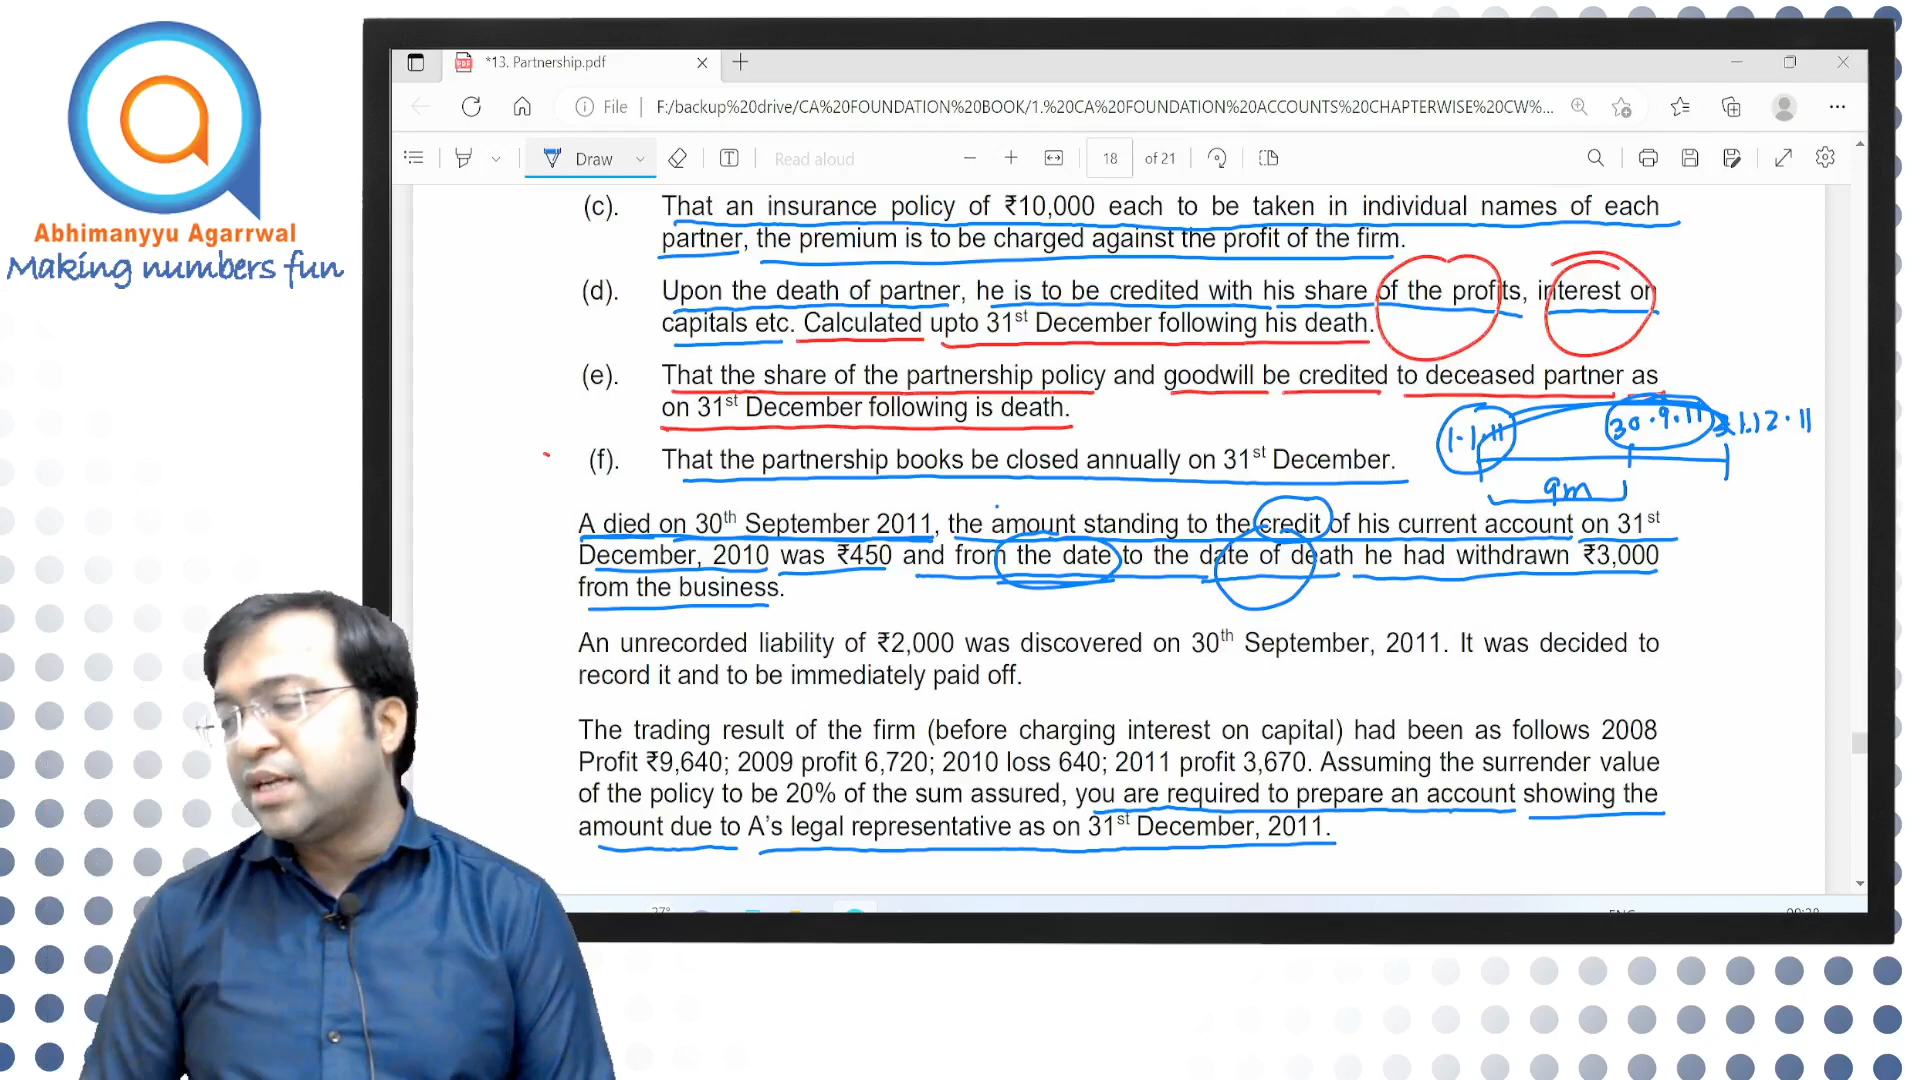 Abhimanyyu Agarrwal
Making numbers fun
*13. Partnership.pdf
File F:/backup%20drive/CA%20FOUNDATION%20BOOK/1.%20CA%20FOUNDATION%20ACCOUNTS%20CHAPTERWISE%20CW%...
Draw Read aloud 18 of 21
(c). That an insurance policy of ₹10,000 each to be taken in individual names of each
partner, the premium is to be charged against the profit of the firm.
(d). Upon the death of partner, he is to be credited with his share of the profits, interest on
capitals etc. Calculated upto 31st December following his death.
(e). That the share of the partnership policy and goodwill be credited to deceased partner as
on 31st December following is death.
1.1.11 30.9.11 31.12.11
(f). That the partnership books be closed annually on 31st December.
9m
A died on 30th September 2011, the amount standing to the credit of his current account on 31st
December, 2010 was ₹450 and from the date to the date of death he had withdrawn ₹3,000
from the business.
An unrecorded liability of ₹2,000 was discovered on 30th September, 2011. It was decided to
record it and to be immediately paid off.
The trading result of the firm (before charging interest on capital) had been as follows 2008
Profit ₹9,640; 2009 profit 6,720; 2010 loss 640; 2011 profit 3,670. Assuming the surrender value
of the policy to be 20% of the sum assured, you are required to prepare an account showing the
amount due to A's legal representative as on 31st December, 2011.